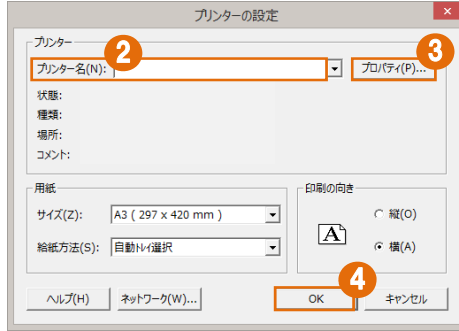 プリンターの設定
×
プリンター
2
3
プリンター名(N):
プロパティ(P)...
状態:
種類:
場所:
コメント:
用紙
サイズ(Z):
A3 ( 297 x 420 mm )
給紙方法(S):
自動トレイ選択
印刷の向き
A
縦(O)
横(A)
4
ヘルプ(H)
ネットワーク(W)...
OK
キャンセル